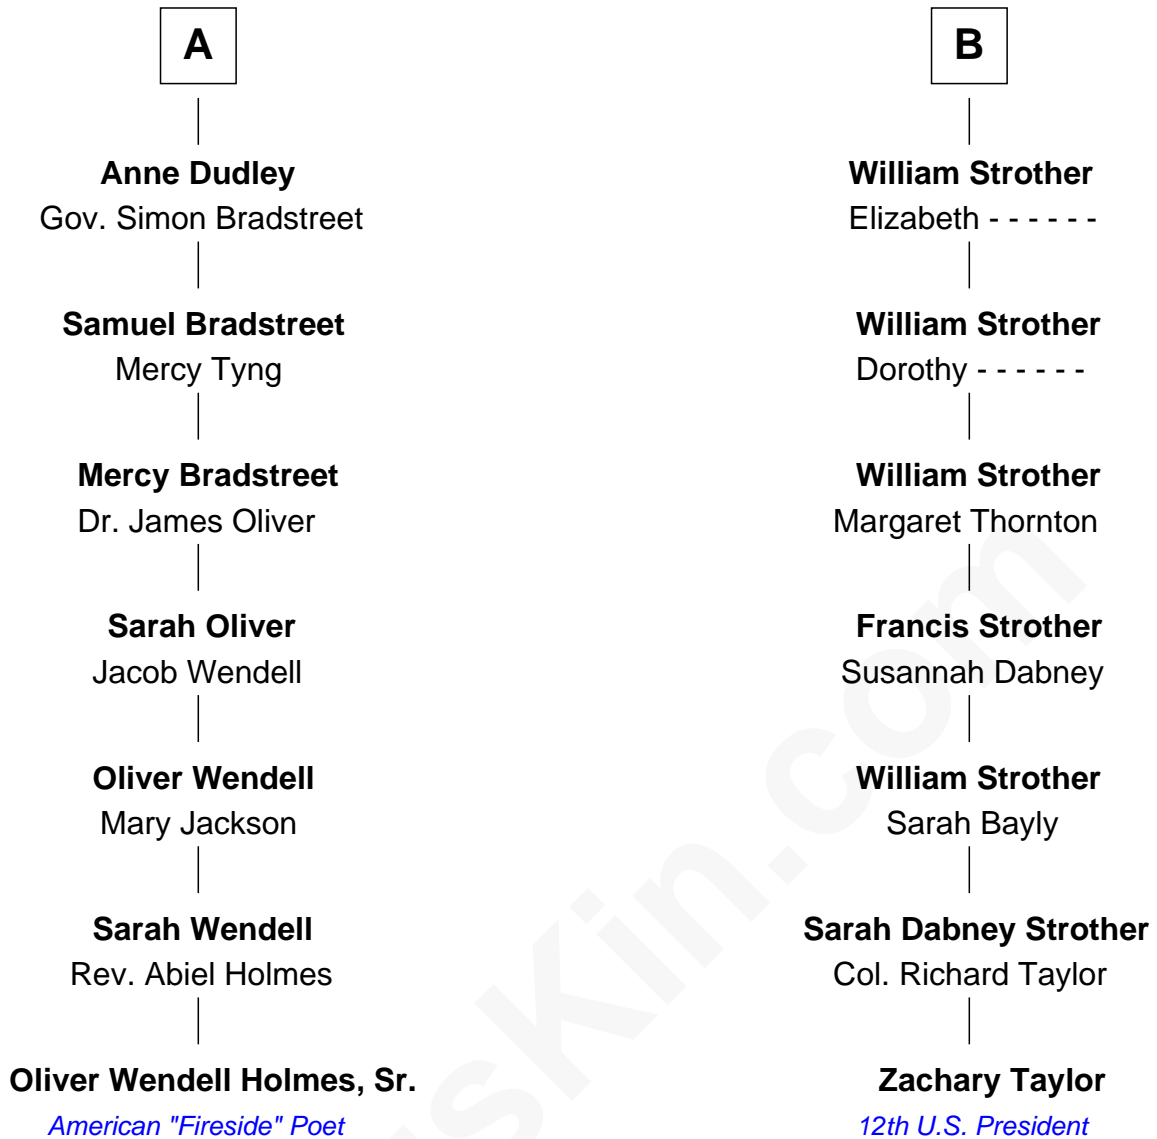 A
Anne Dudley
Gov. Simon Bradstreet
Samuel Bradstreet
Mercy Tyng
Mercy Bradstreet
Dr. James Oliver
Sarah Oliver
Jacob Wendell
Oliver Wendell
Mary Jackson
Sarah Wendell
Rev. Abiel Holmes
Oliver Wendell Holmes, Sr.
American "Fireside" Poet
B
William Strother
Elizabeth - - - - - -
William Strother
Dorothy - - - - - -
William Strother
Margaret Thornton
Francis Strother
Susannah Dabney
William Strother
Sarah Bayly
Sarah Dabney Strother
Col. Richard Taylor
Zachary Taylor
12th U.S. President